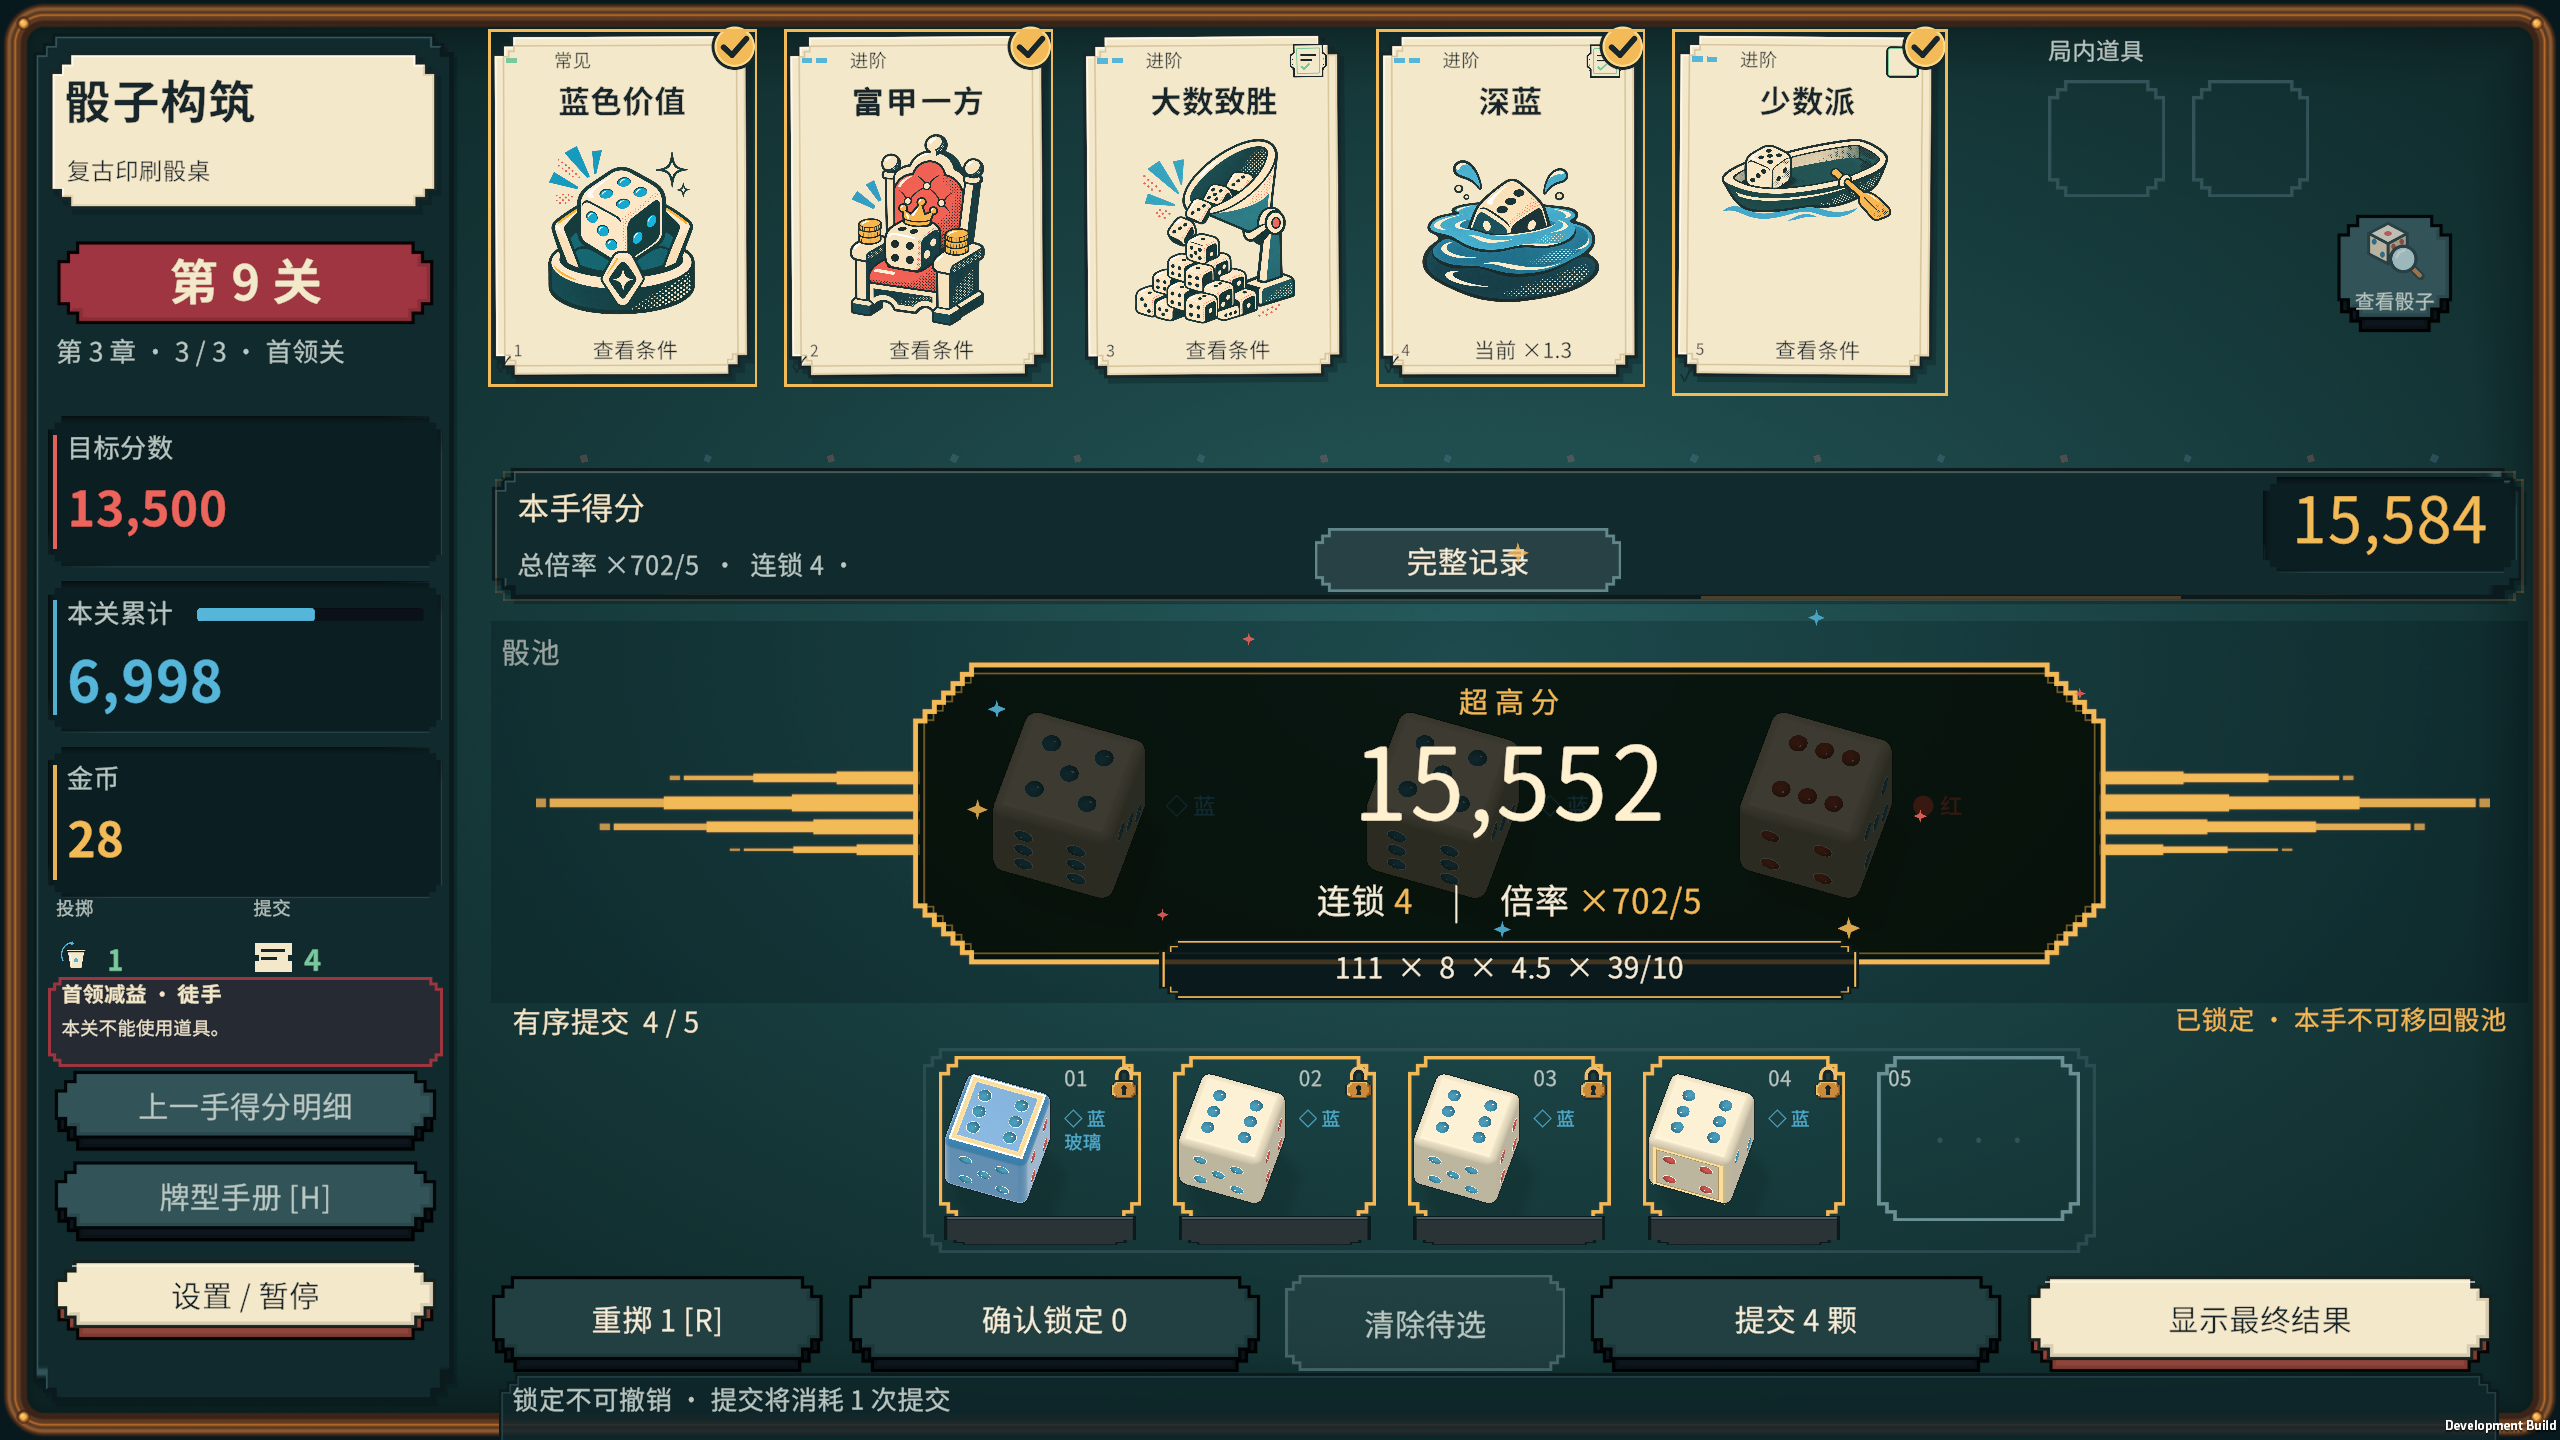 骰子构筑
复古印刷骰桌
第 9 关
第 3 章 · 3 / 3 · 首领关
目标分数
13,500
本关累计
6,998
金币
28
投掷
提交
1
4
首领减益 · 徒手
本关不能使用道具。
上一手得分明细
牌型手册 [H]
设置 / 暂停
常见
蓝色价值
1
查看条件
进阶
富甲一方
2
查看条件
进阶
大数致胜
3
查看条件
进阶
深蓝
4
当前 ×1.3
进阶
少数派
5
查看条件
局内道具
查看骰子
本手得分
总倍率 ×702/5 · 连锁 4 ·
完整记录
15,584
骰池
超高分
15,552
蓝
蓝
红
连锁 4
倍率 ×702/5
111 × 8 × 4.5 × 39/10
有序提交 4 / 5
已锁定 · 本手不可移回骰池
01
蓝
玻璃
02
蓝
03
蓝
04
蓝
05
重掷 1 [R]
确认锁定 0
清除待选
提交 4 颗
显示最终结果
锁定不可撤销 · 提交将消耗 1 次提交
Development Build